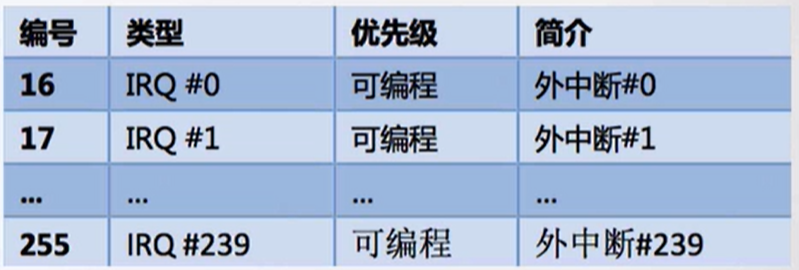 编号 类型 优先级 简介
16 IRQ #0 可编程 外中断#0
17 IRQ #1 可编程 外中断#1
... ... ... ...
255 IRQ #239 可编程 外中断#239